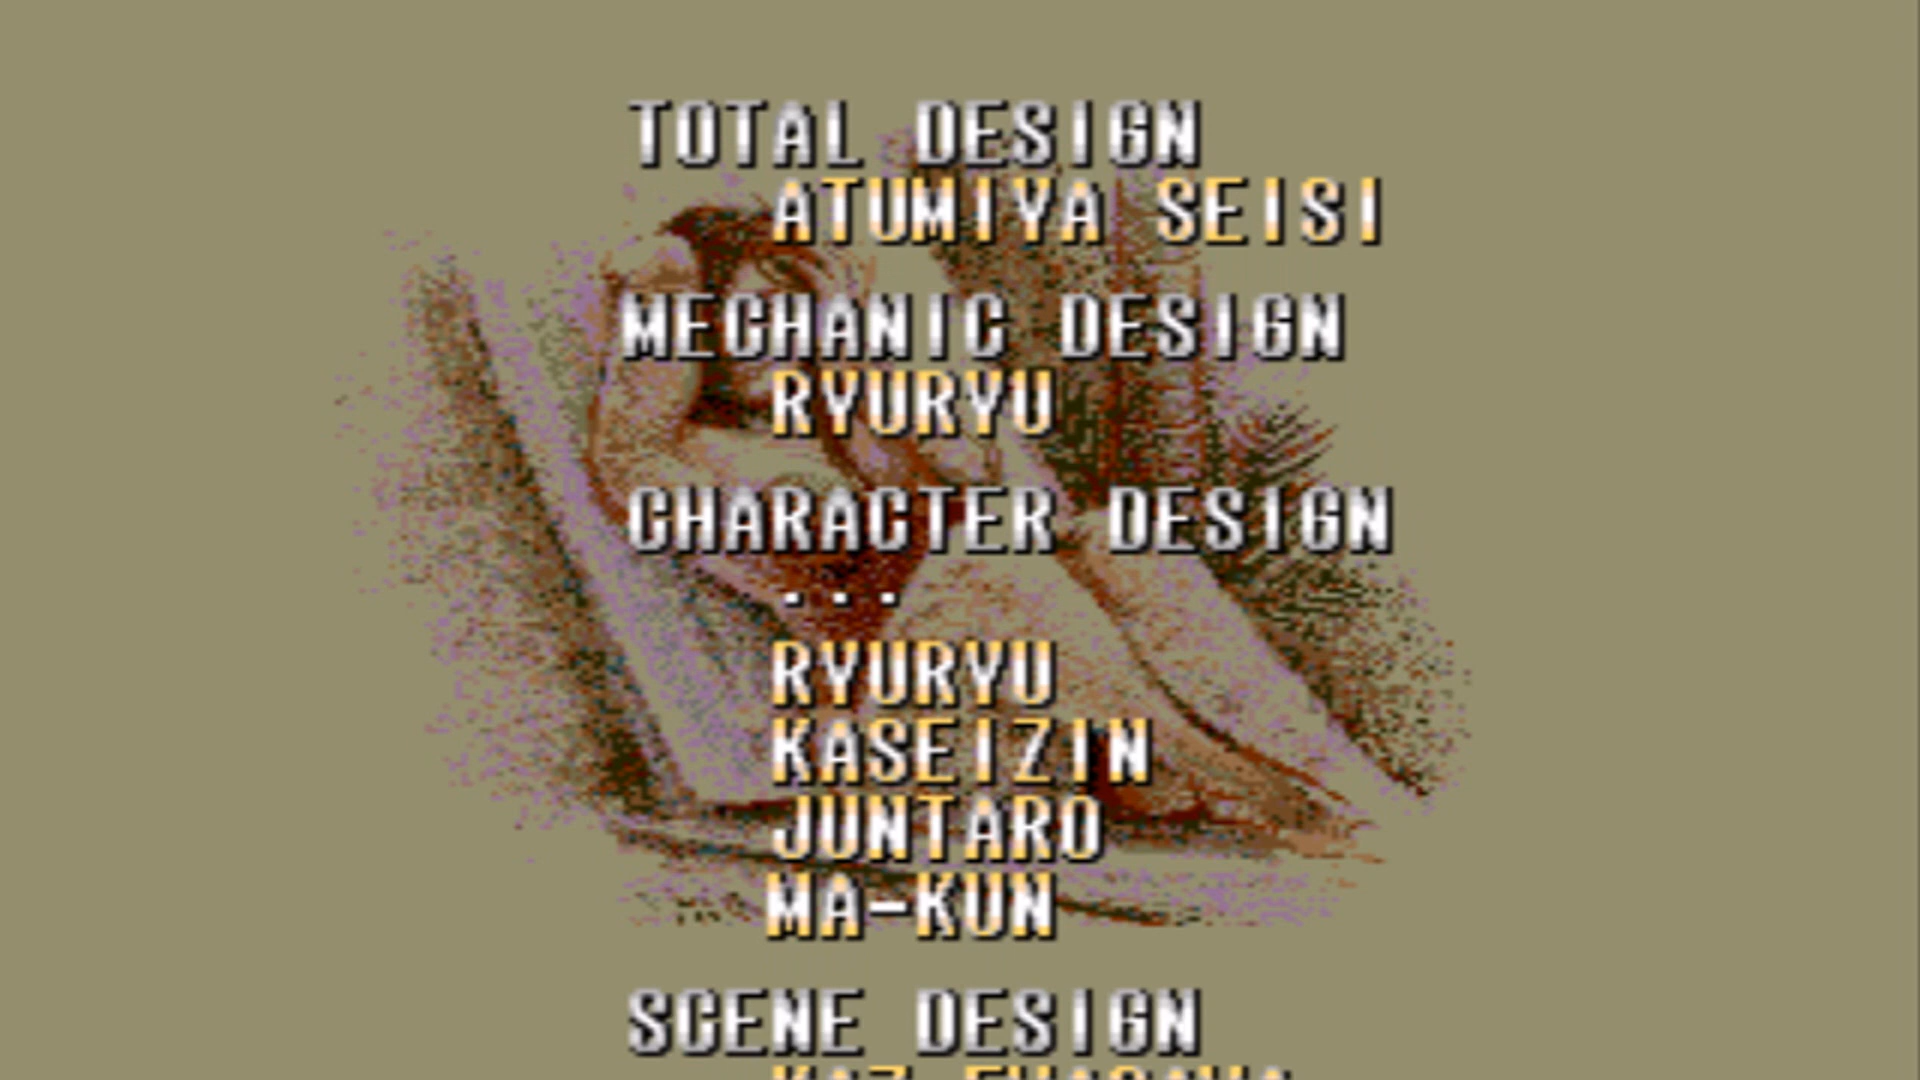 TOTAL DESIGN
ATUMIYA SEISI
MECHANIC DESIGN
RYURYU
CHARACTER DESIGN
...
RYURYU
KASEIZIN
JUNTARO
MA-KUN
SCENE DESIGN